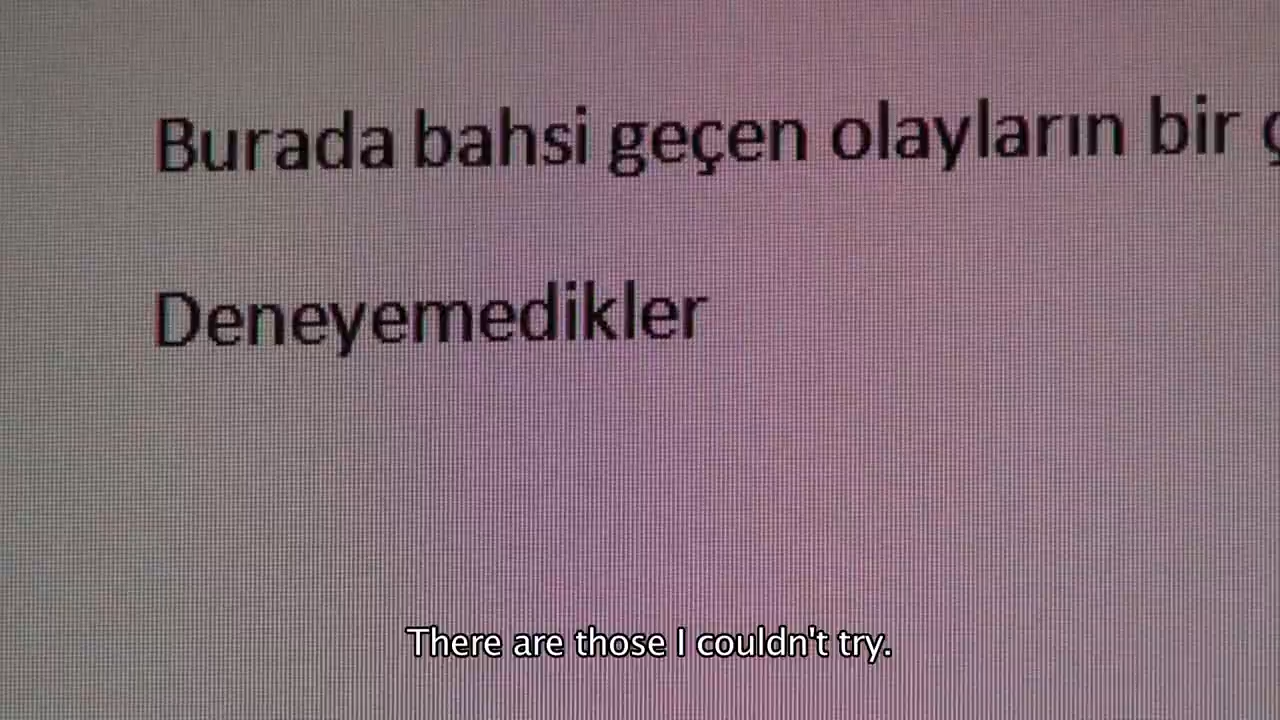 Burada bahsi geçen olayların bir
Deneyemedikler
There are those I couldn't try.